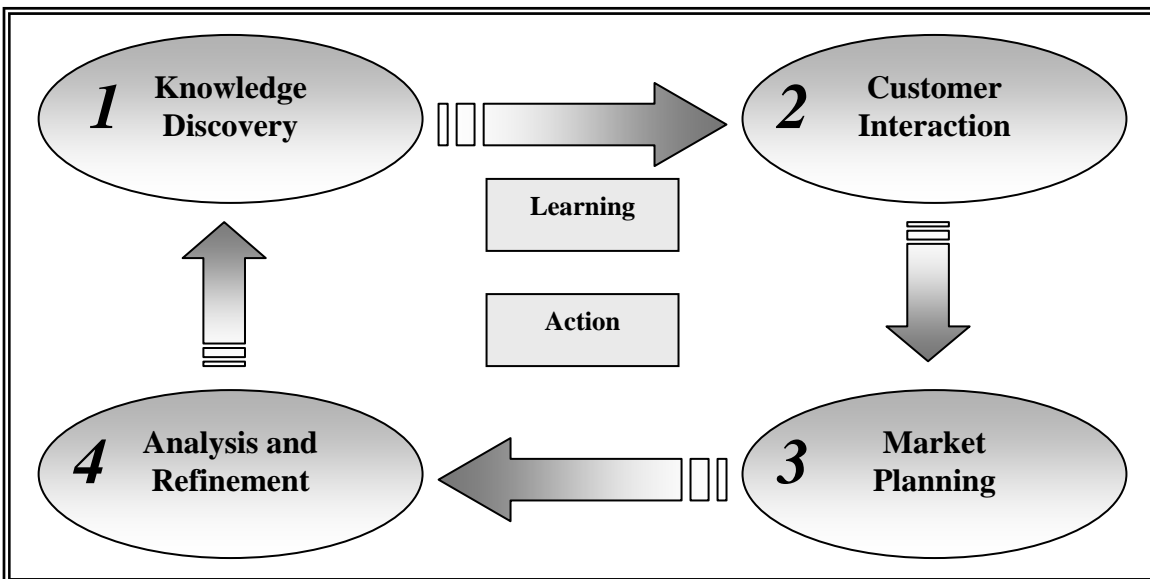 1 Knowledge
Discovery
2 Customer
Interaction
Learning
Action
4 Analysis and
Refinement
3 Market
Planning